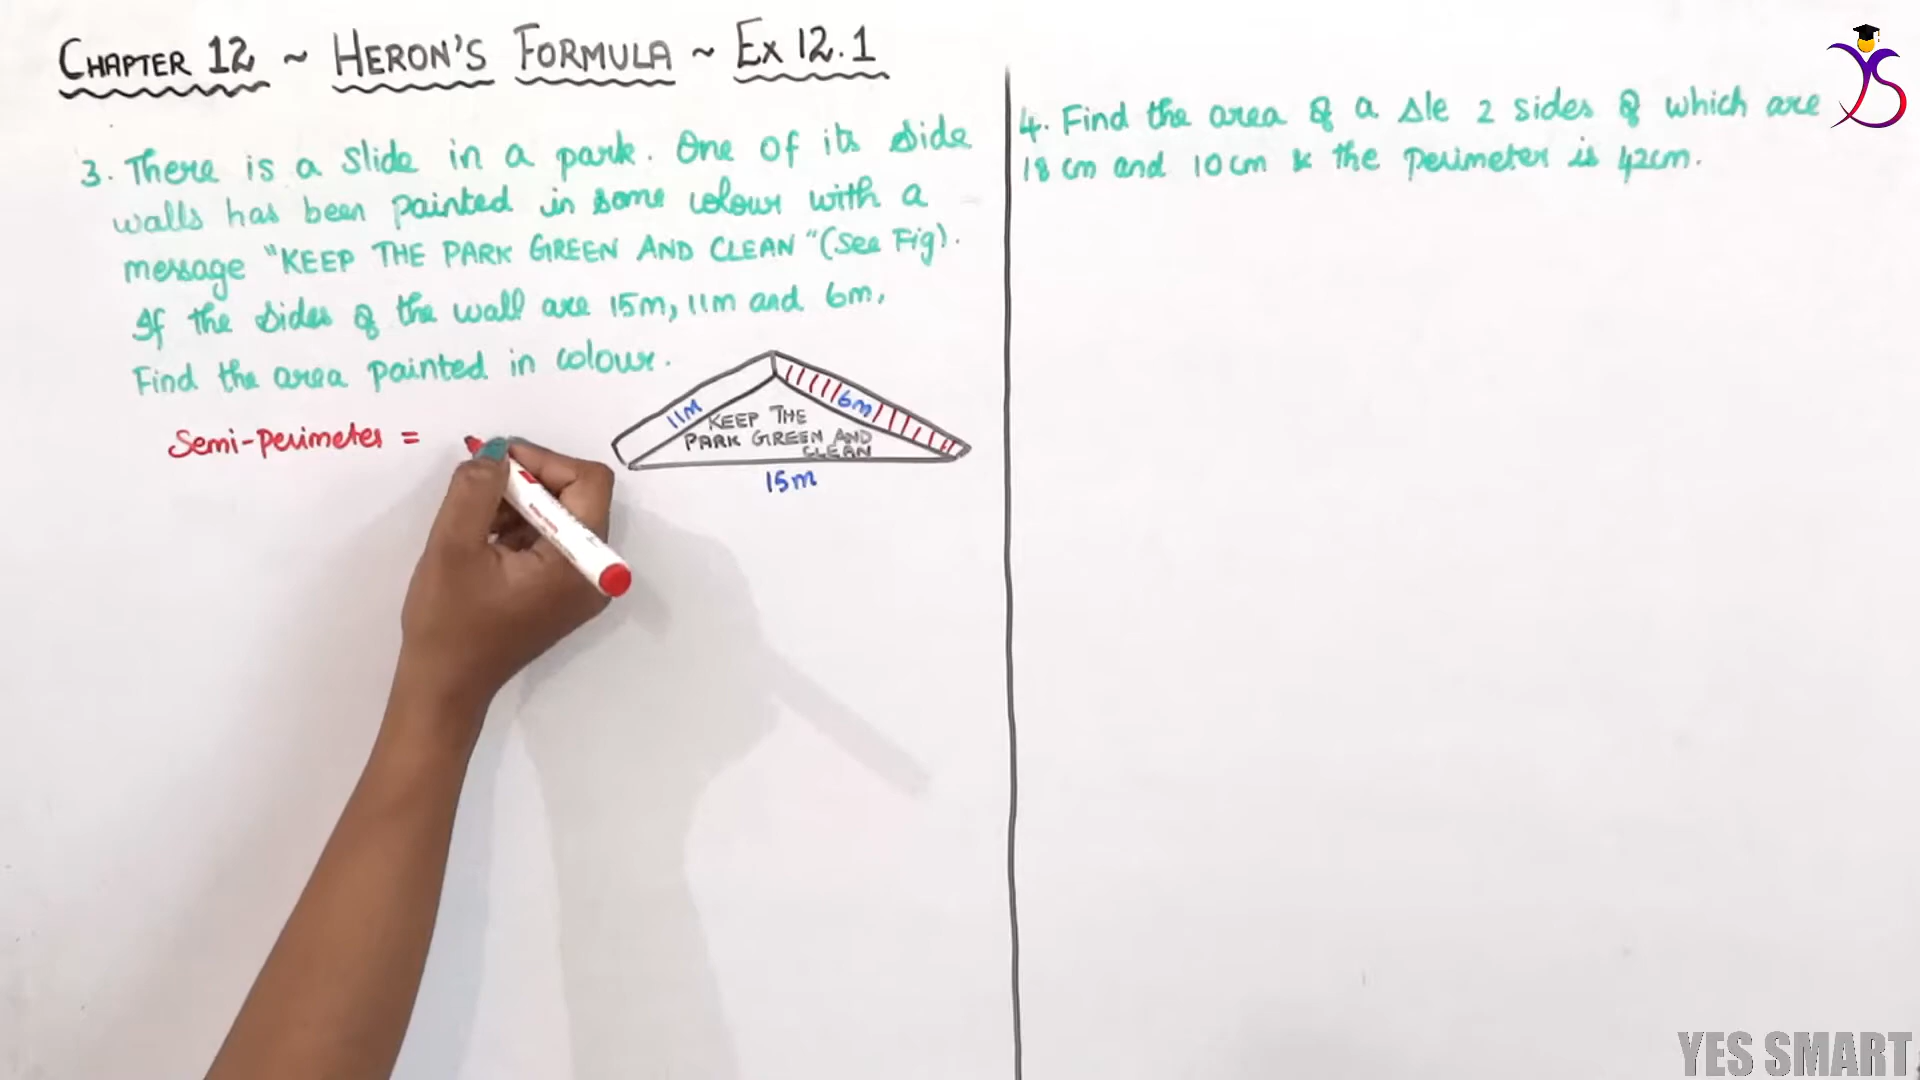 CHAPTER 12 ~ HERON'S FORMULA ~ EX 12.1
3. There is a slide in a park. One of its side
walls has been painted in some colour with a
message "KEEP THE PARK GREEN AND CLEAN" (See Fig).
If the sides of the wall are 15m, 11m and 6m,
Find the area painted in colour.
11m
6m
KEEP THE
PARK GREEN AND
CLEAN
15m
Semi-perimeter =
4. Find the area of a Δle 2 sides of which are
18 cm and 10 cm & the perimeter is 42cm.
YS
YES SMART